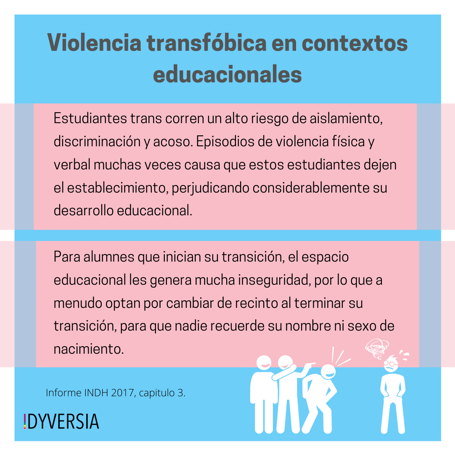 Violencia transfóbica en contextos
educacionales
Estudiantes trans corren un alto riesgo de aislamiento,
discriminación y acoso. Episodios de violencia física y
verbal muchas veces causa que estos estudiantes dejen
el establecimiento, perjudicando considerablemente su
desarrollo educacional.
Para alumnes que inician su transición, el espacio
educacional les genera mucha inseguridad, por lo que a
menudo optan por cambiar de recinto al terminar su
transición, para que nadie recuerde su nombre ni sexo de
nacimiento.
Informe INDH 2017, capitulo 3.
!DYVERSIA